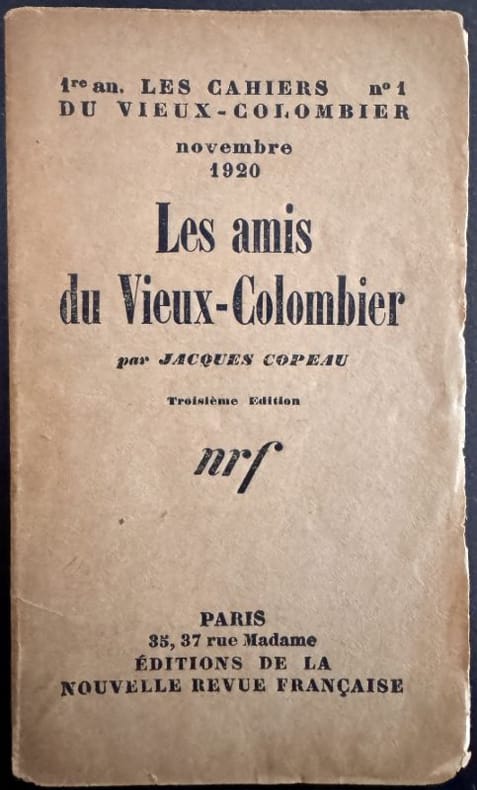 1re an. LES CAHIERS nº 1
DU VIEUX-COLOMBIER
novembre
1920
Les amis
du Vieux-Colombier
par JACQUES COPEAU
Troisième Edition
nrf
PARIS
35, 37 rue Madame
ÉDITIONS DE LA
NOUVELLE REVUE FRANÇAISE